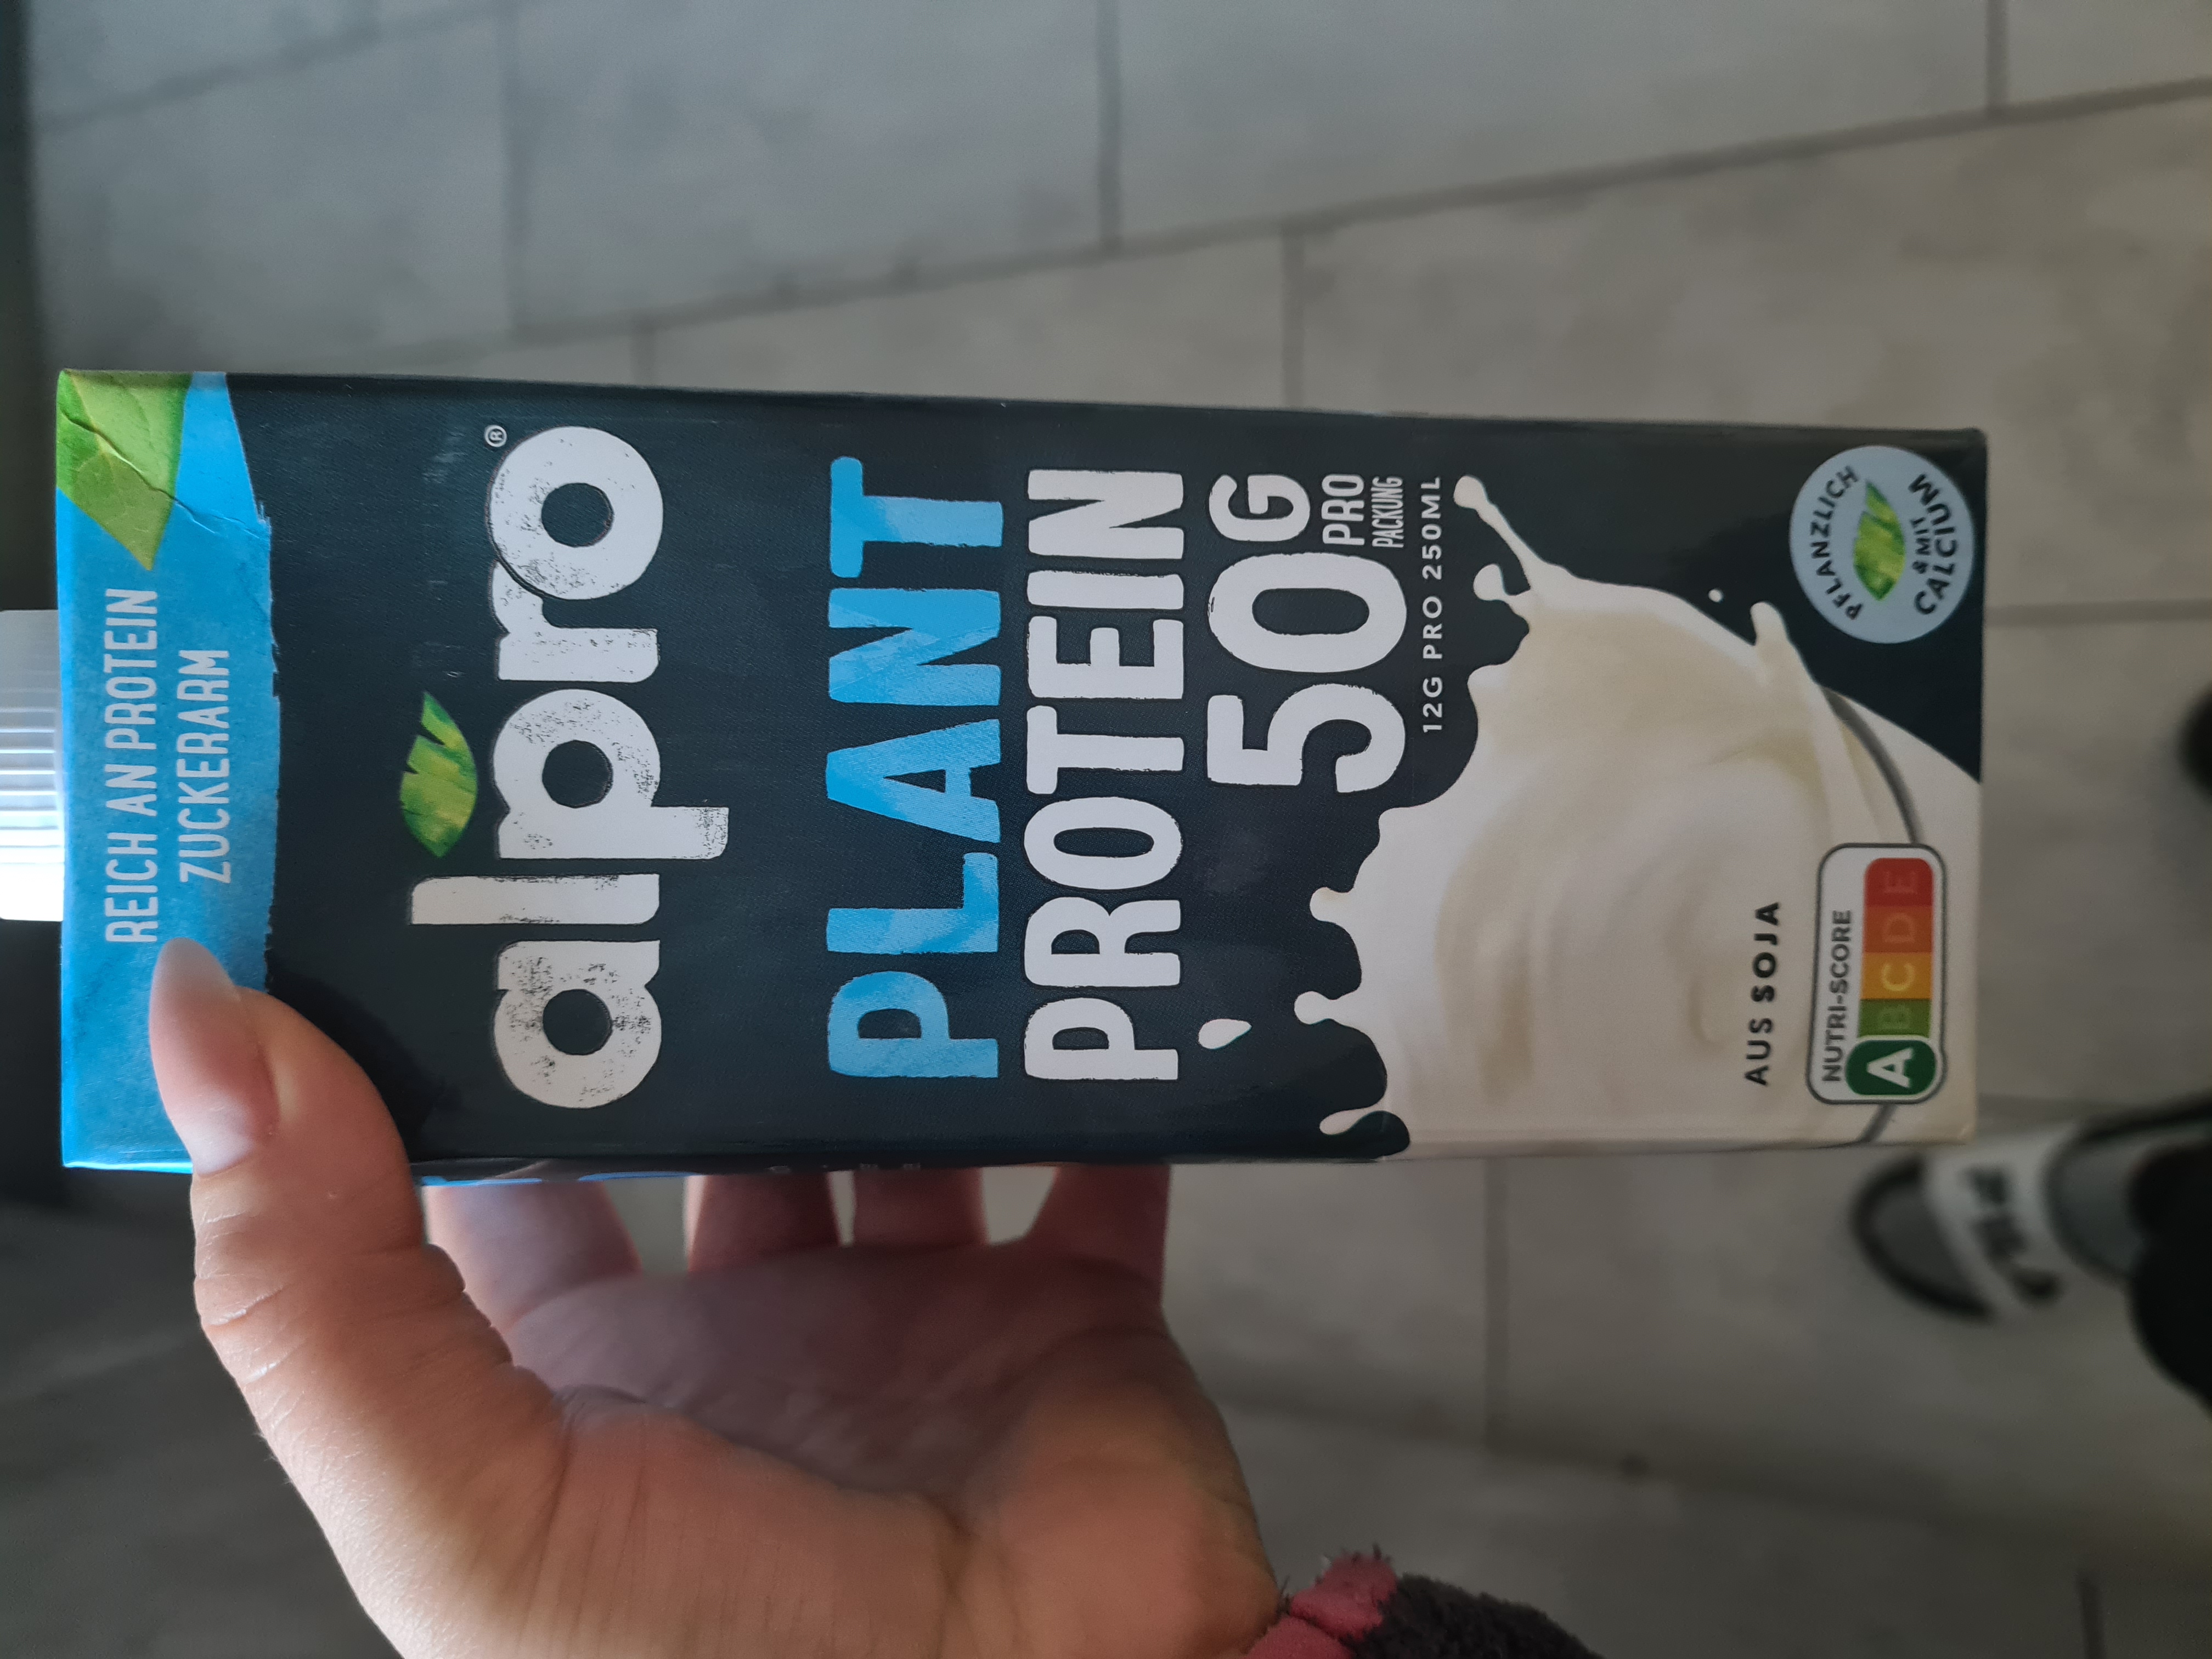 REICH AN PROTEIN
ZUCKERARM
alpro®
PLANT
PROTEIN
50G
PRO
PACKUNG
12G PRO 250ML
AUS SOJA
NUTRI-SCORE
A B C D E
PFLANZLICH
& MIT
CALCIUM